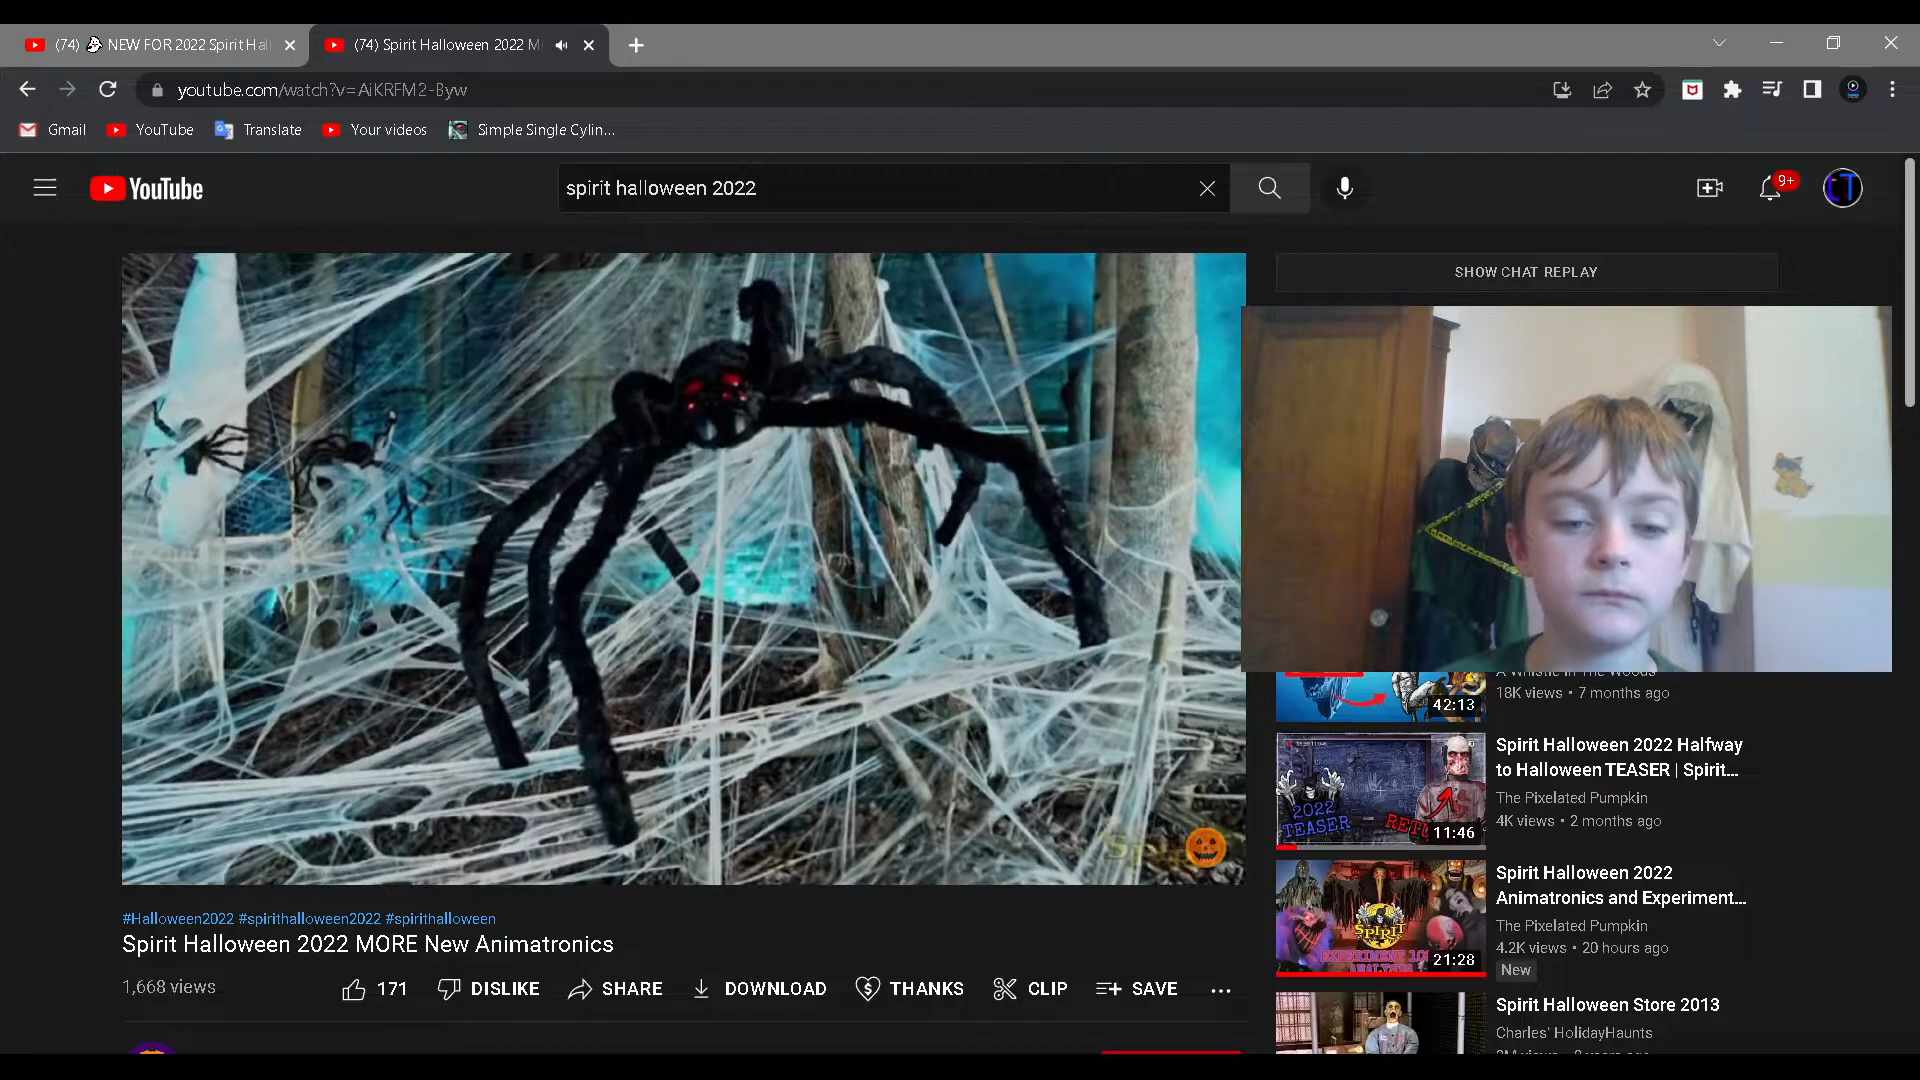 (74) NEW FOR 2022 Spirit Hal
(74) Spirit Halloween 2022 M
youtube.com/watch?v=AiKRFM2-Byw
Gmail
YouTube
Translate
Your videos
Simple Single Cylin...
YouTube
spirit halloween 2022
9+
CT
SHOW CHAT REPLAY
18K views • 7 months ago
42:13
Spirit Halloween 2022 Halfway
to Halloween TEASER | Spirit...
The Pixelated Pumpkin
4K views • 2 months ago
2022
TEASER
11:46
Spirit Halloween 2022
Animatronics and Experiment...
The Pixelated Pumpkin
4.2K views • 20 hours ago
New
SPIRIT
21:28
Spirit Halloween Store 2013
Charles' HolidayHaunts
#Halloween2022 #spirithalloween2022 #spirithalloween
Spirit Halloween 2022 MORE New Animatronics
1,668 views
171
DISLIKE
SHARE
DOWNLOAD
THANKS
CLIP
SAVE